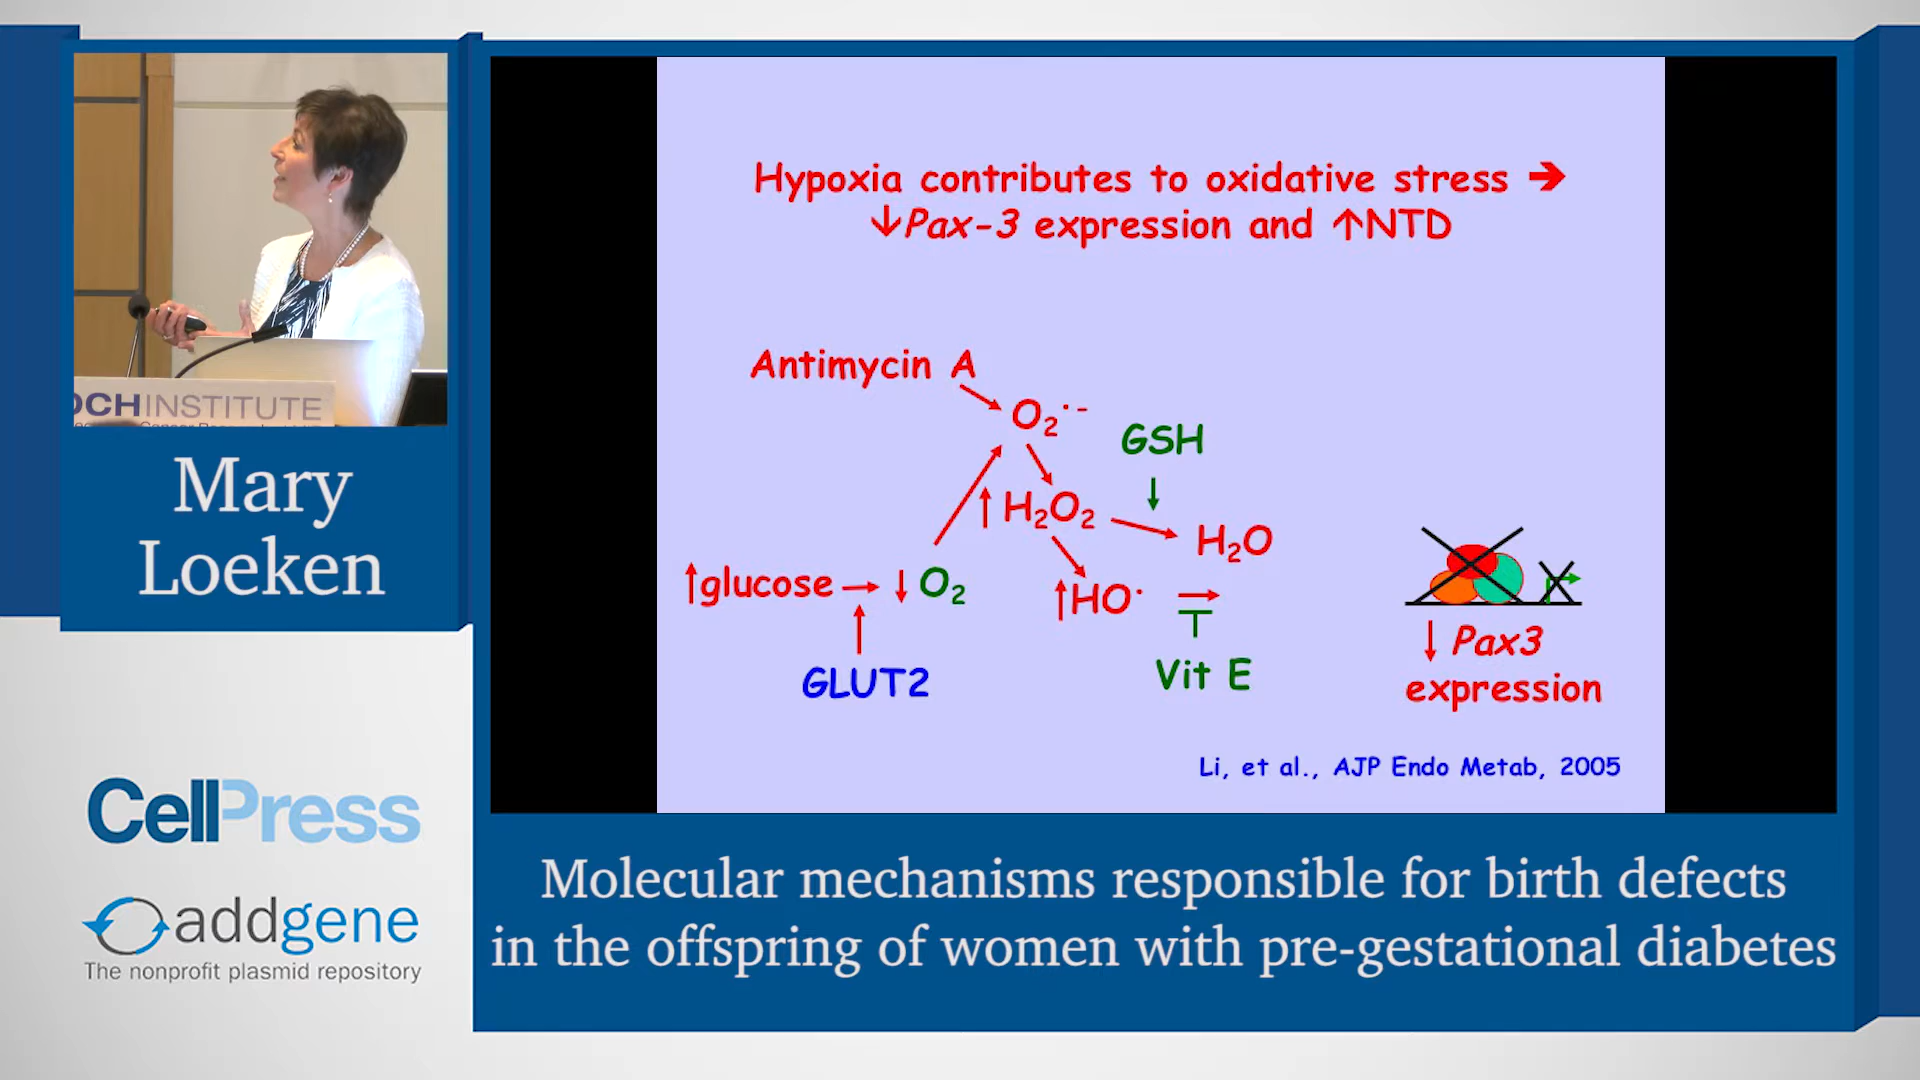 OCHINSTITUTE
Mary
Loeken
CellPress
addgene
The nonprofit plasmid repository
Hypoxia contributes to oxidative stress ➔
↓Pax-3 expression and ↑NTD
Antimycin A
O₂·-
GSH
↑H₂O₂
H₂O
↑glucose → ↓ O₂
↑HO·
GLUT2
Vit E
↓ Pax3
expression
Li, et al., AJP Endo Metab, 2005
Molecular mechanisms responsible for birth defects
in the offspring of women with pre-gestational diabetes